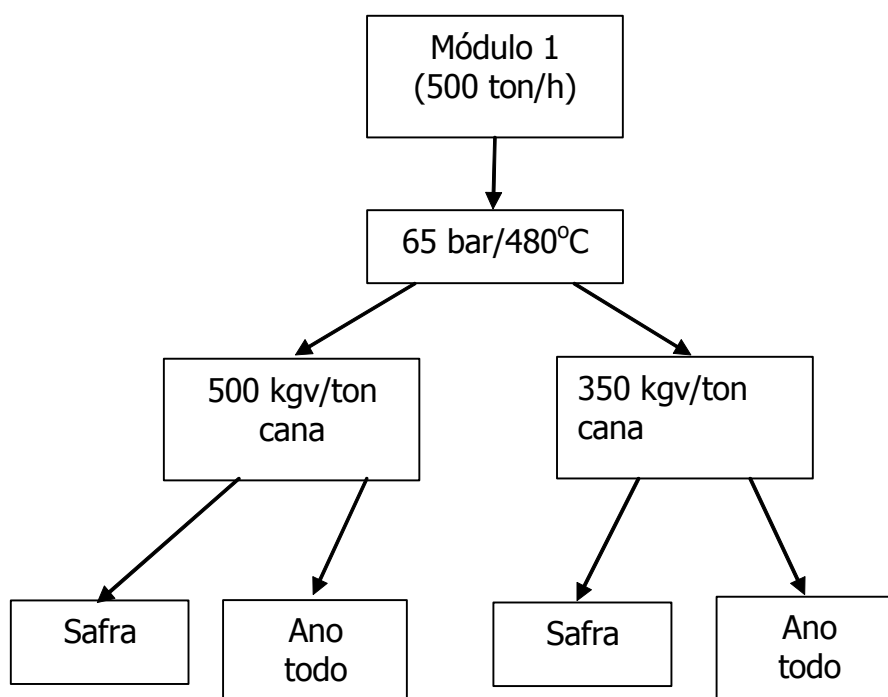 Módulo 1
(500 ton/h)
65 bar/480ºC
500 kgv/ton
cana
350 kgv/ton
cana
Safra
Ano
todo
Safra
Ano
todo